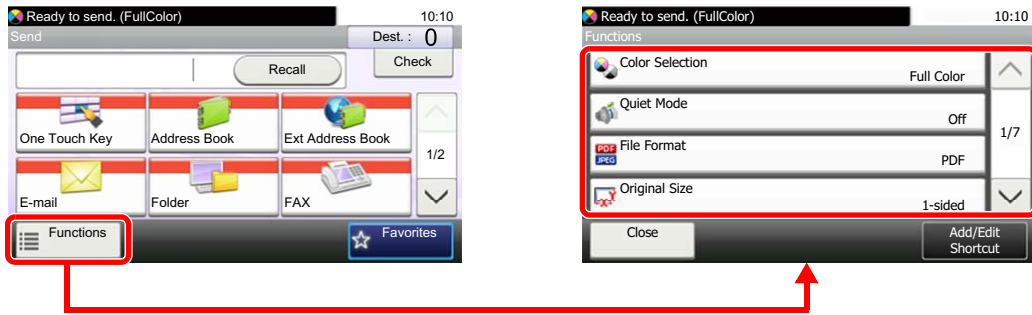 Ready to send. (FullColor)
10:10
Send
Dest. : 0
Recall
Check
One Touch Key
Address Book
Ext Address Book
1/2
E-mail
Folder
FAX
Functions
Favorites
Ready to send. (FullColor)
10:10
Functions
Color Selection
Full Color
Quiet Mode
Off
1/7
PDF
JPEG
File Format
PDF
Original Size
1-sided
Close
Add/Edit
Shortcut